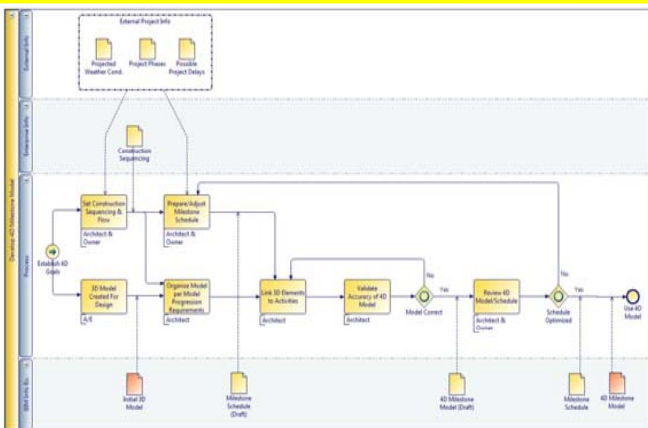 Develop 4D Milestone Model
External Info
External Project Info
Projected
Weather Cond.
Project Phases
Possible
Project Delays
Enterprise Info
Construction
Sequencing
Process
Establish 4D
Goals
Set Construction
Sequencing &
Flow
Architect &
Owner
Prepare/Adjust
Milestone
Schedule
Architect &
Owner
3D Model
Created For
Design
A/E
Organize Model
per Model
Progression
Requirements
Architect
Link 3D Elements
to Activities
Architect
Validate
Accuracy of 4D
Model
Architect
No
Yes
Model Correct
Review 4D
Model/Schedule
Architect &
Owner
No
Yes
Schedule
Optimized
Use 4D
Model
BIM Info
Initial 3D
Model
Milestone
Schedule
(Draft)
4D Milestone
Model (Draft)
Milestone
Schedule
4D Milestone
Model